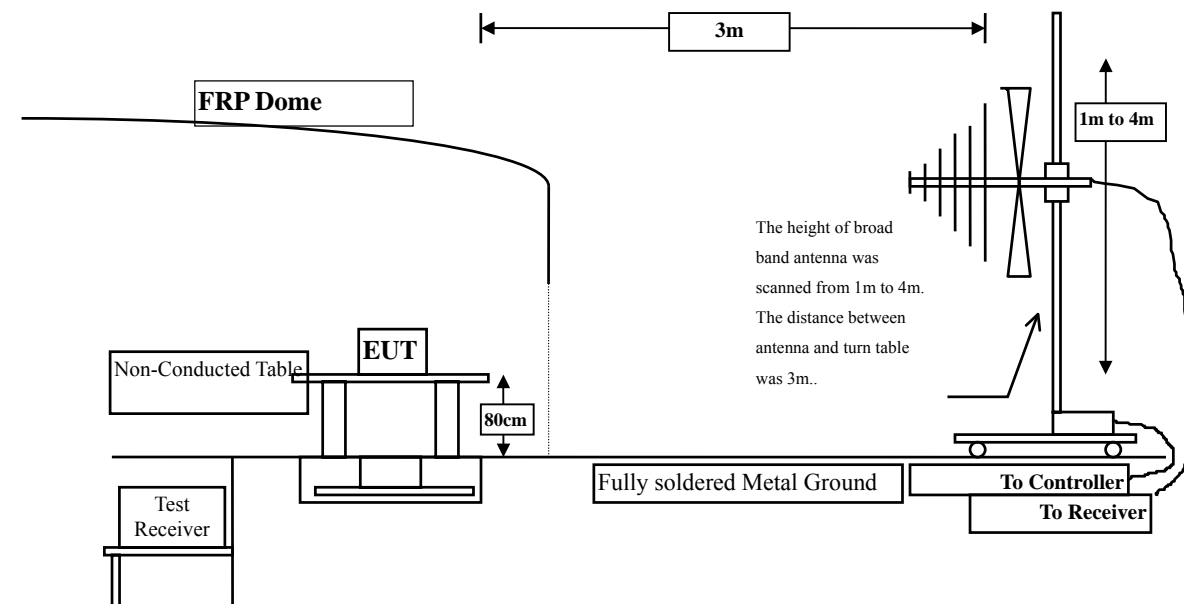 3m
FRP Dome
1m to 4m
The height of broad
band antenna was
scanned from 1m to 4m.
The distance between
antenna and turn table
was 3m..
EUT
Non-Conducted Table
80cm
Fully soldered Metal Ground
To Controller
To Receiver
Test
Receiver